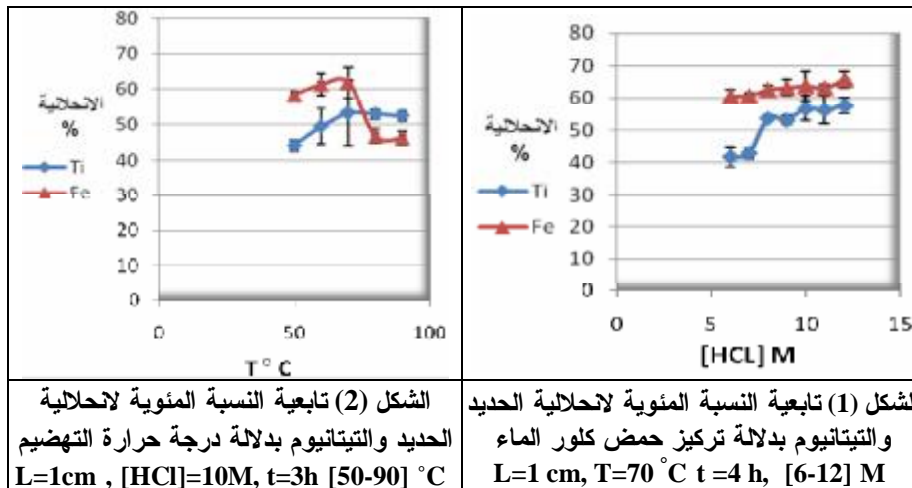 80
70
60
50
40
30
20
10
0
الانحلالية
%
Ti
Fe
0 50 100
T° C
80
70
60
50
40
30
20
10
0
الانحلالية
%
Ti
Fe
0 5 10 15
[HCL] M
الشكل (2) تابعية النسبة المئوية لانحلالية
الحديد والتيتانيوم بدلالة درجة حرارة التهضيم
L=1cm , [HCl]=10M, t=3h [50-90] °C
لشكل (1) تابعية النسبة المئوية لانحلالية الحديد
والتيتانيوم بدلالة تركيز حمض كلور الماء
L=1 cm, T=70 °C t =4 h, [6-12] M